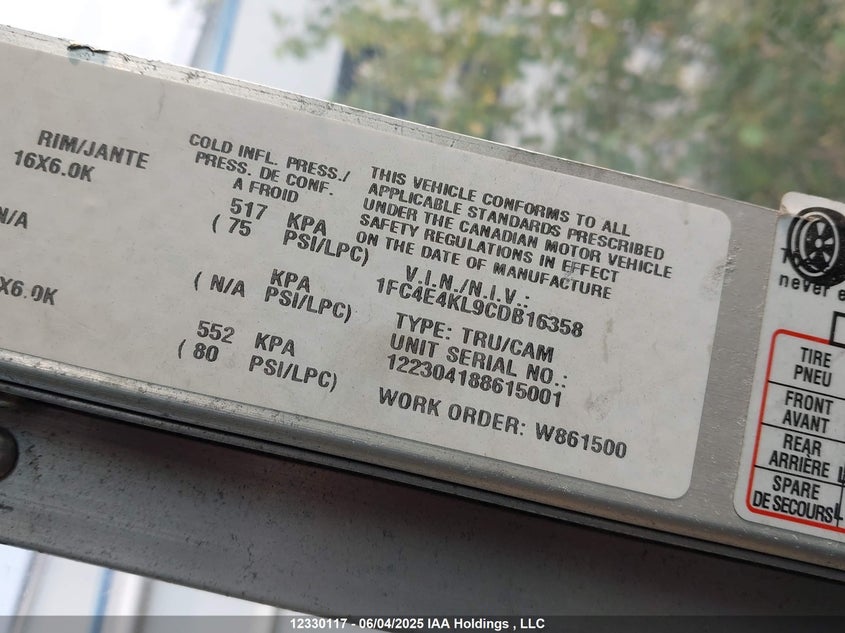 RIM/JANTE
16X6.0K
N/A
X6.0K
COLD INFL. PRESS./
PRESS. DE CONF.
A FROID
517 KPA
( 75 PSI/LPC)
KPA
( N/A PSI/LPC)
552 KPA
( 80 PSI/LPC)
THIS VEHICLE CONFORMS TO ALL
APPLICABLE STANDARDS PRESCRIBED
UNDER THE CANADIAN MOTOR VEHICLE
SAFETY REGULATIONS IN EFFECT
ON THE DATE OF MANUFACTURE
V.I.N./N.I.V.:
1FC4E4KL9CDB16358
TYPE: TRU/CAM
UNIT SERIAL NO.:
122304188615001
WORK ORDER: W861500
never e
TIRE
PNEU
FRONT
AVANT
REAR
ARRIÈRE
SPARE
DE SECOURS
12330117 - 06/04/2025 IAA Holdings , LLC